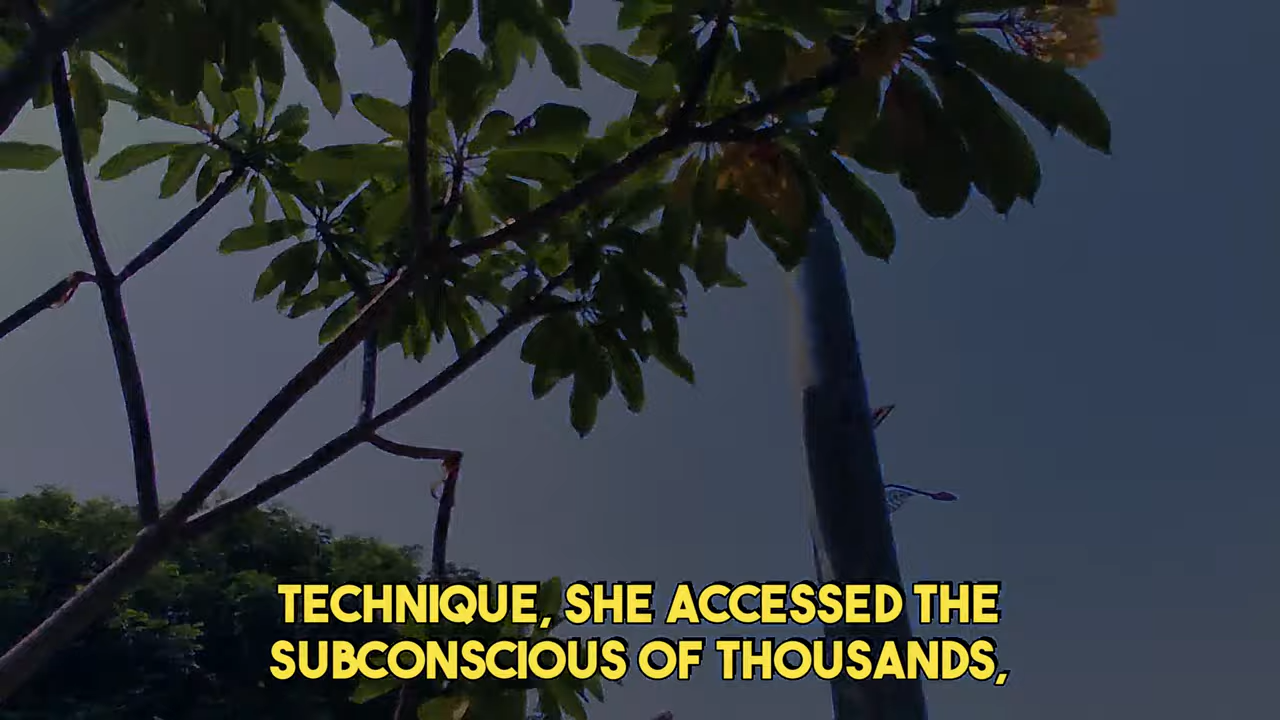 TECHNIQUE, SHE ACCESSED THE
SUBCONSCIOUS OF THOUSANDS,